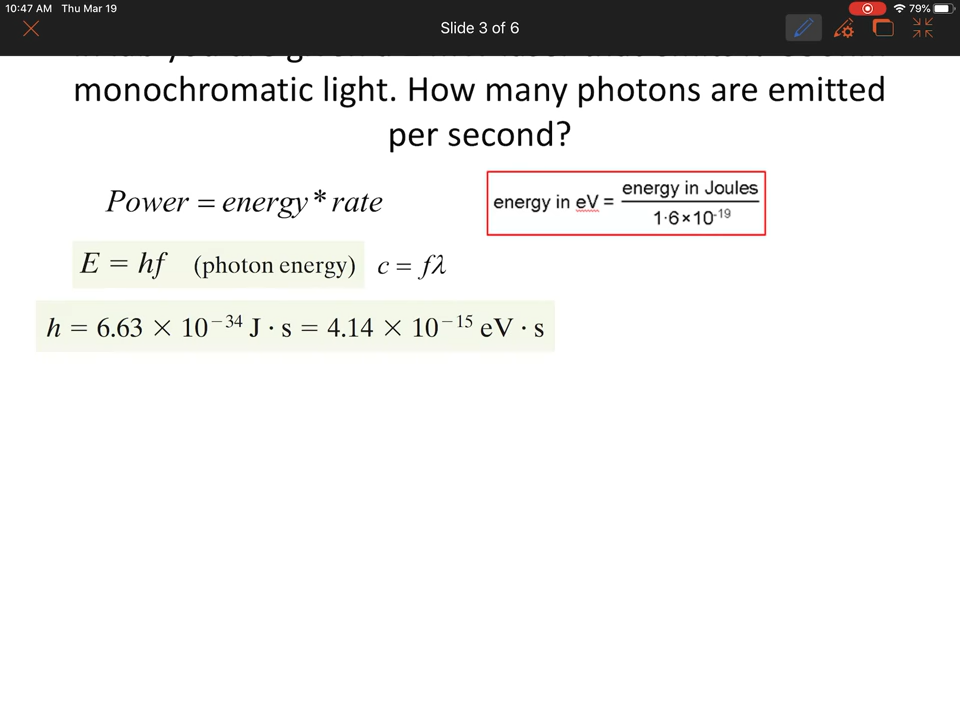 10:47 AM Thu Mar 19
79%
Slide 3 of 6
monochromatic light. How many photons are emitted
per second?
Power = energy * rate
energy in eV = energy in Joules / 1·6×10-19
E = hf (photon energy) c = fλ
h = 6.63 × 10⁻³⁴ J · s = 4.14 × 10⁻¹⁵ eV · s